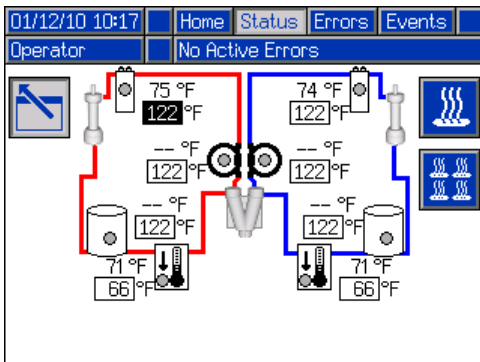 01/12/10 10:17 Home Status Errors Events
Operator No Active Errors
75 °F 74 °F
122 °F 122 °F
-- °F -- °F
122 °F 122 °F
-- °F -- °F
122 °F 122 °F
71 °F 71 °F
66 °F 66 °F